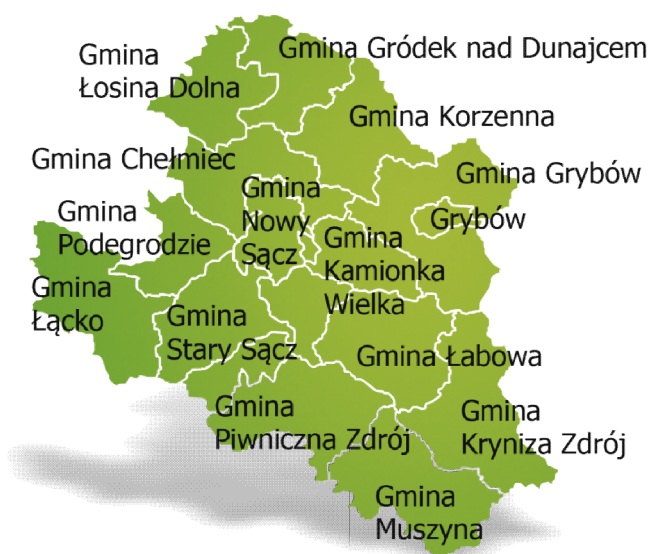 Gmina
Łosina Dolna
Gmina Gródek nad Dunajcem
Gmina Korzenna
Gmina Chełmiec
Gmina Grybów
Gmina
Nowy
Sącz
Grybów
Gmina
Podegrodzie
Gmina
Kamionka
Wielka
Gmina
Łącko
Gmina
Stary Sącz
Gmina Łabowa
Gmina
Piwniczna Zdrój
Gmina
Kryniza Zdrój
Gmina
Muszyna